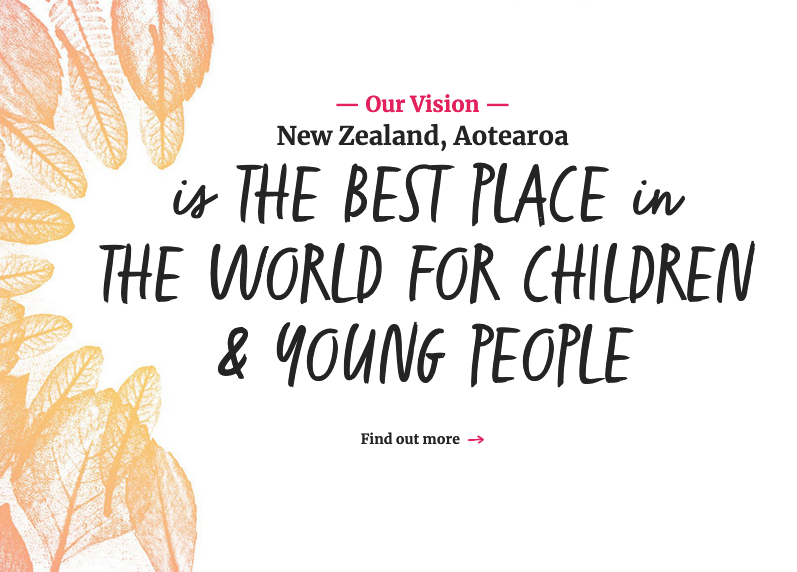 — Our Vision —
New Zealand, Aotearoa
is THE BEST PLACE in
THE WORLD FOR CHILDREN
& YOUNG PEOPLE
Find out more →